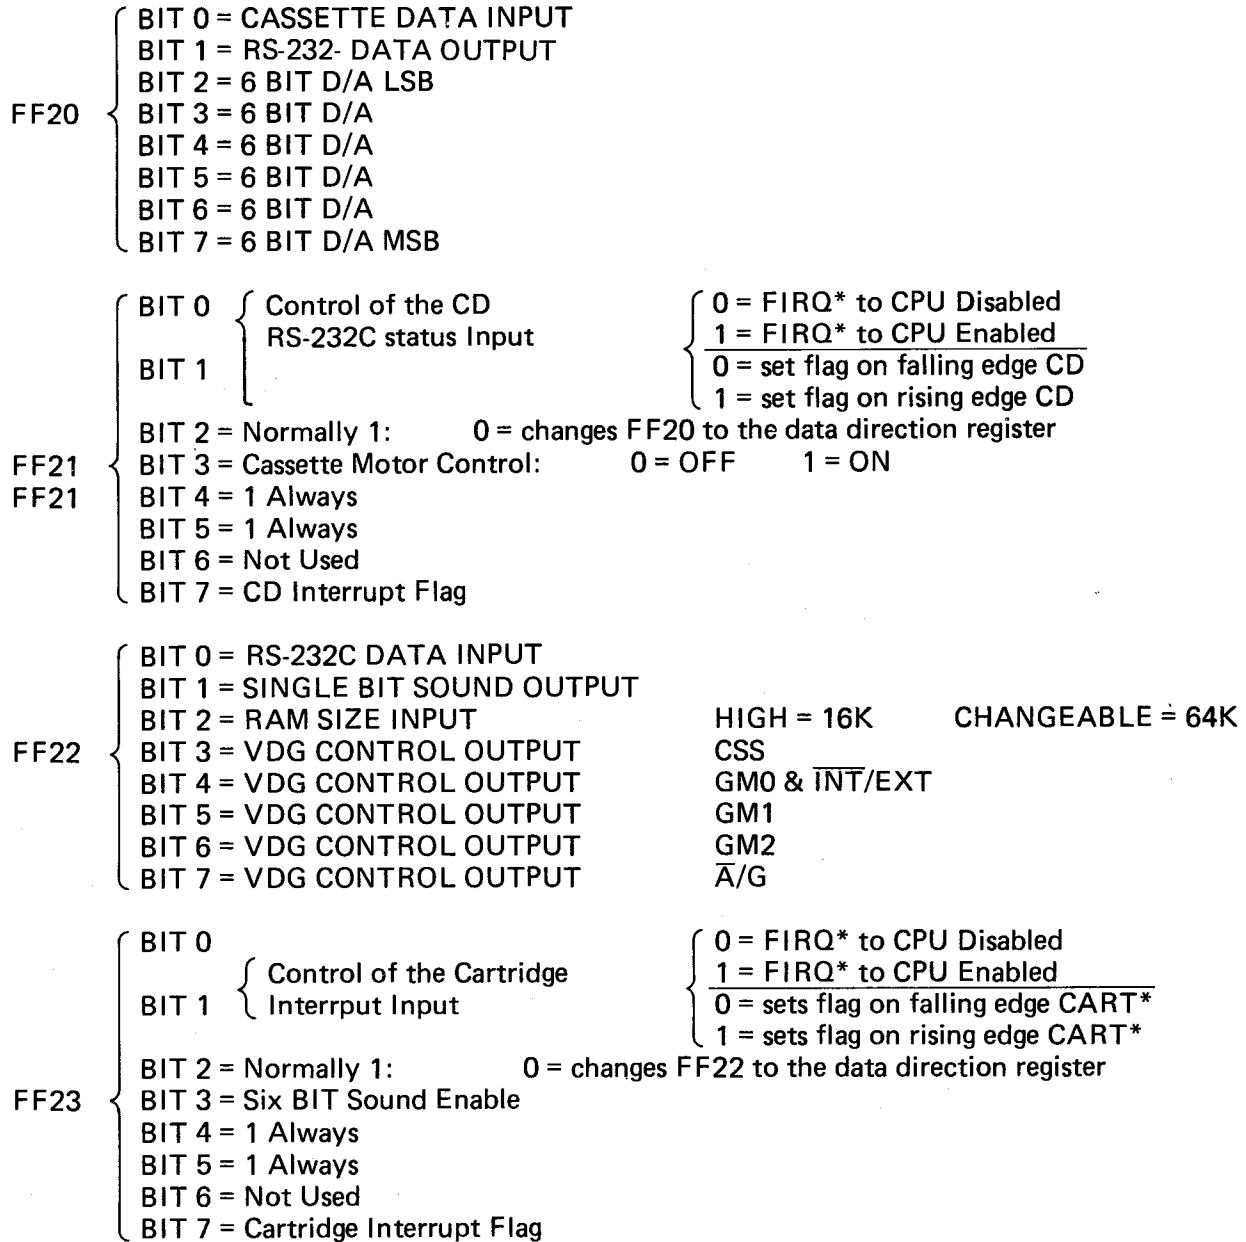 BIT 0 = CASSETTE DATA INPUT
BIT 1 = RS-232- DATA OUTPUT
BIT 2 = 6 BIT D/A LSB
FF20 BIT 3 = 6 BIT D/A
BIT 4 = 6 BIT D/A
BIT 5 = 6 BIT D/A
BIT 6 = 6 BIT D/A
BIT 7 = 6 BIT D/A MSB
BIT 0 Control of the CD 0 = FIRQ* to CPU Disabled
RS-232C status Input 1 = FIRQ* to CPU Enabled
BIT 1 0 = set flag on falling edge CD
1 = set flag on rising edge CD
BIT 2 = Normally 1: 0 = changes FF20 to the data direction register
FF21 BIT 3 = Cassette Motor Control: 0 = OFF 1 = ON
FF21 BIT 4 = 1 Always
BIT 5 = 1 Always
BIT 6 = Not Used
BIT 7 = CD Interrupt Flag
BIT 0 = RS-232C DATA INPUT
BIT 1 = SINGLE BIT SOUND OUTPUT
BIT 2 = RAM SIZE INPUT HIGH = 16K CHANGEABLE = 64K
FF22 BIT 3 = VDG CONTROL OUTPUT CSS
BIT 4 = VDG CONTROL OUTPUT GM0 & I̅N̅T̅/EXT
BIT 5 = VDG CONTROL OUTPUT GM1
BIT 6 = VDG CONTROL OUTPUT GM2
BIT 7 = VDG CONTROL OUTPUT A̅/G
BIT 0 0 = FIRQ* to CPU Disabled
Control of the Cartridge 1 = FIRQ* to CPU Enabled
BIT 1 Interrput Input 0 = sets flag on falling edge CART*
1 = sets flag on rising edge CART*
BIT 2 = Normally 1: 0 = changes FF22 to the data direction register
FF23 BIT 3 = Six BIT Sound Enable
BIT 4 = 1 Always
BIT 5 = 1 Always
BIT 6 = Not Used
BIT 7 = Cartridge Interrupt Flag